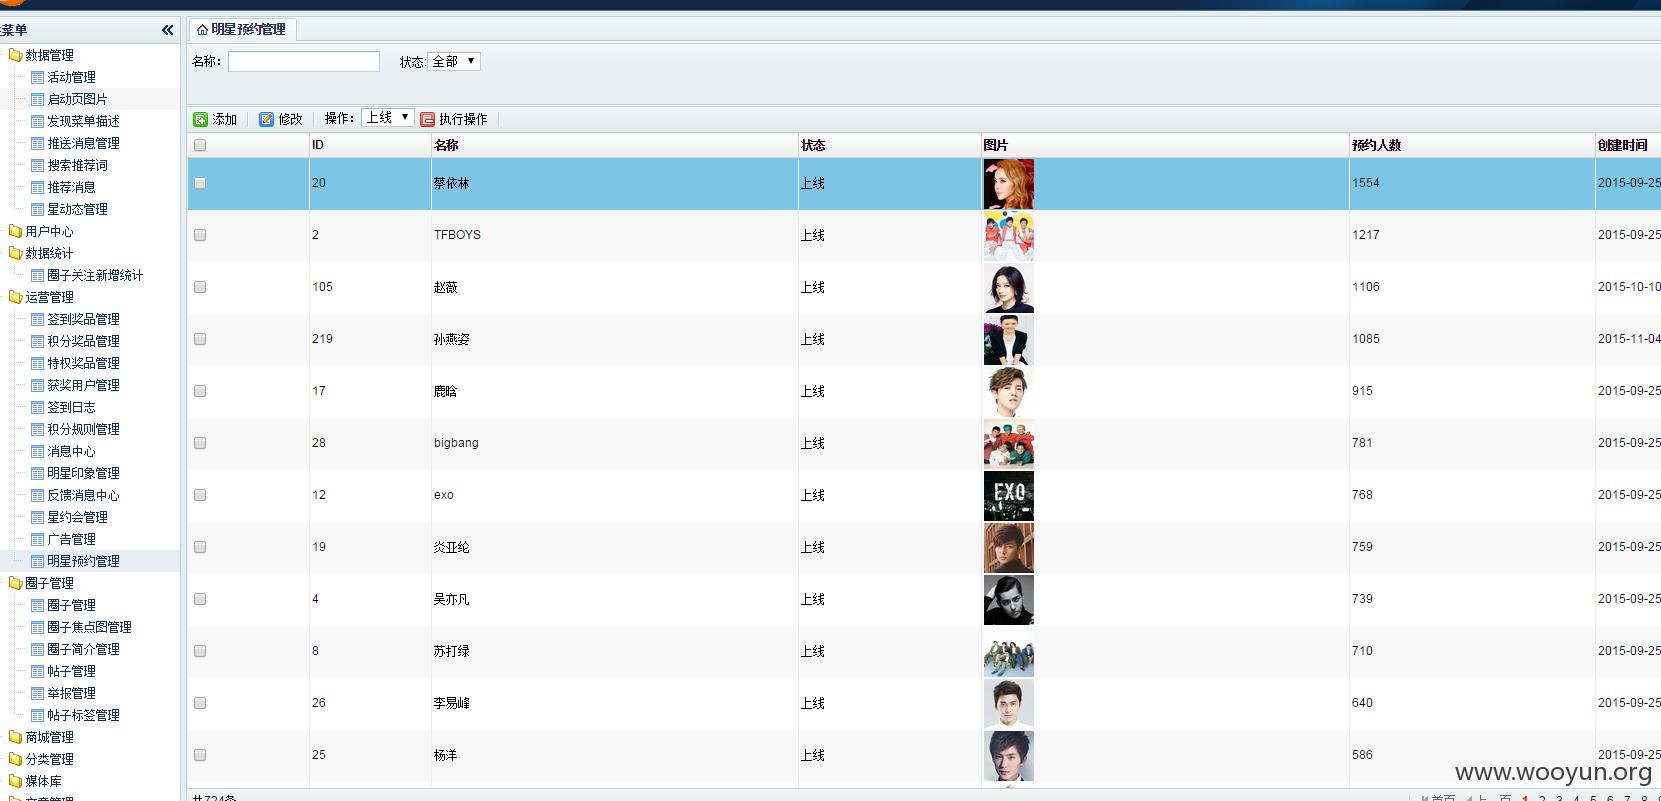 菜单
数据管理
活动管理
启动页图片
发现菜单描述
推送消息管理
搜索推荐词
推荐消息
星动态管理
用户中心
数据统计
圈子关注新增统计
运营管理
签到奖品管理
积分奖品管理
特权奖品管理
获奖用户管理
签到日志
积分规则管理
消息中心
明星印象管理
反馈消息中心
星约会管理
广告管理
明星预约管理
圈子管理
圈子管理
圈子焦点图管理
圈子简介管理
帖子管理
举报管理
帖子标签管理
商城管理
分类管理
媒体库
明星预约管理
名称: 状态: 全部
添加 修改 操作: 上线 执行操作
ID 名称 状态 图片 预约人数 创建时间
20 蔡依林 上线 1554 2015-09-25
2 TFBOYS 上线 1217 2015-09-25
105 赵薇 上线 1106 2015-10-10
219 孙燕姿 上线 1085 2015-11-04
17 鹿晗 上线 915 2015-09-25
28 bigbang 上线 781 2015-09-25
12 exo 上线 EXO 768 2015-09-25
19 炎亚纶 上线 759 2015-09-25
4 吴亦凡 上线 739 2015-09-25
8 苏打绿 上线 710 2015-09-25
26 李易峰 上线 640 2015-09-25
25 杨洋 上线 586 2015-09-25
www.wooyun.org
共724条 首页 上一页 1 2 3 4 5 6 7 8